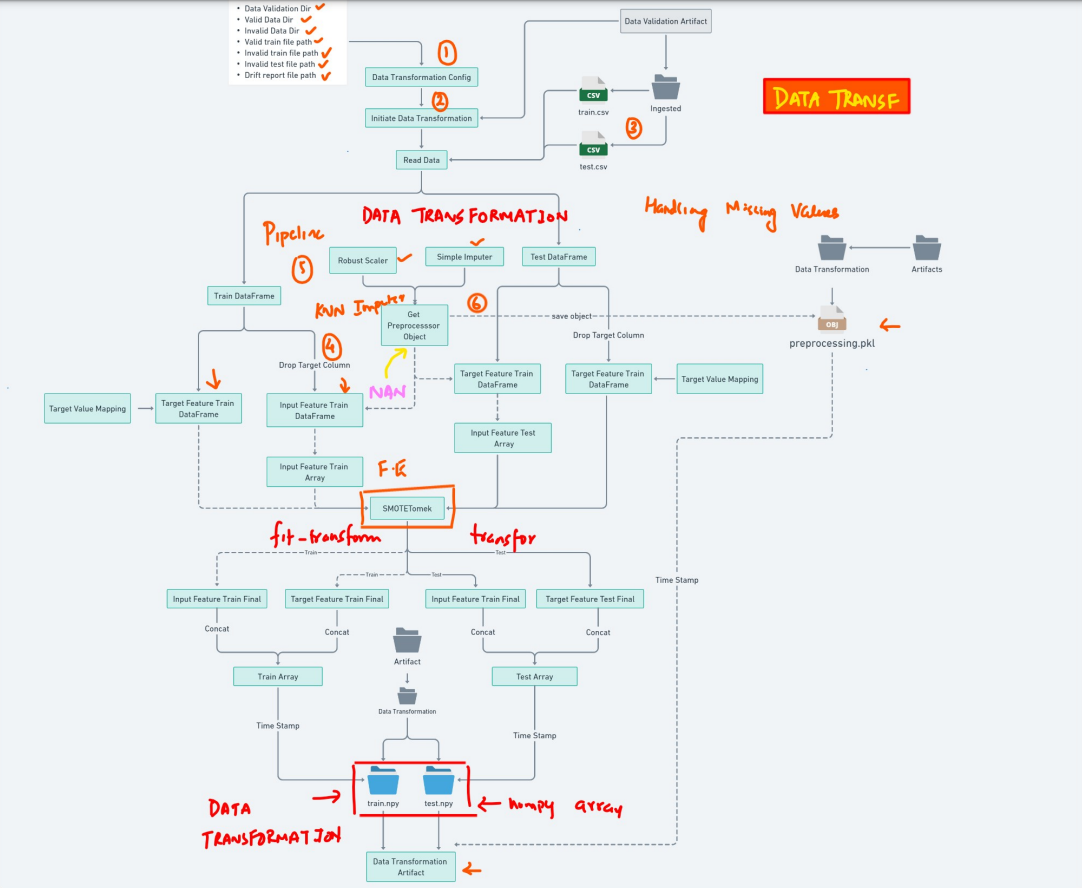 • Data Validation Dir
• Valid Data Dir
• Invalid Data Dir
• Valid train file path
• Invalid train file path
• Invalid test file path
• Drift report file path
1
Data Transformation Config
2
Initiate Data Transformation
Read Data
Data Validation Artifact
Ingested
CSV
train.csv
3
CSV
test.csv
DATA TRANSF
DATA TRANSFORMATION
Handling Missing Values
Pipeline
5
Robust Scaler
Simple Imputer
Test DataFrame
Data Transformation
Artifacts
Train DataFrame
KNN Imputer
6
Get
Preprocesssor
Object
save object
OBJ
preprocessing.pkl
4
Drop Target Column
Drop Target Column
NAN
Target Value Mapping
Target Feature Train
DataFrame
Input Feature Train
DataFrame
Target Feature Train
DataFrame
Target Feature Train
DataFrame
Target Value Mapping
Input Feature Test
Array
Input Feature Train
Array
F.E
SMOTETomek
fit-transform
transfor
Train
Test
Train
Test
Time Stamp
Input Feature Train Final
Target Feature Train Final
Input Feature Train Final
Target Feature Test Final
Concat
Concat
Concat
Concat
Artifact
Train Array
Test Array
Data Transformation
Time Stamp
Time Stamp
train.npy
test.npy
DATA
TRANSFORMATION
numpy array
Data Transformation
Artifact